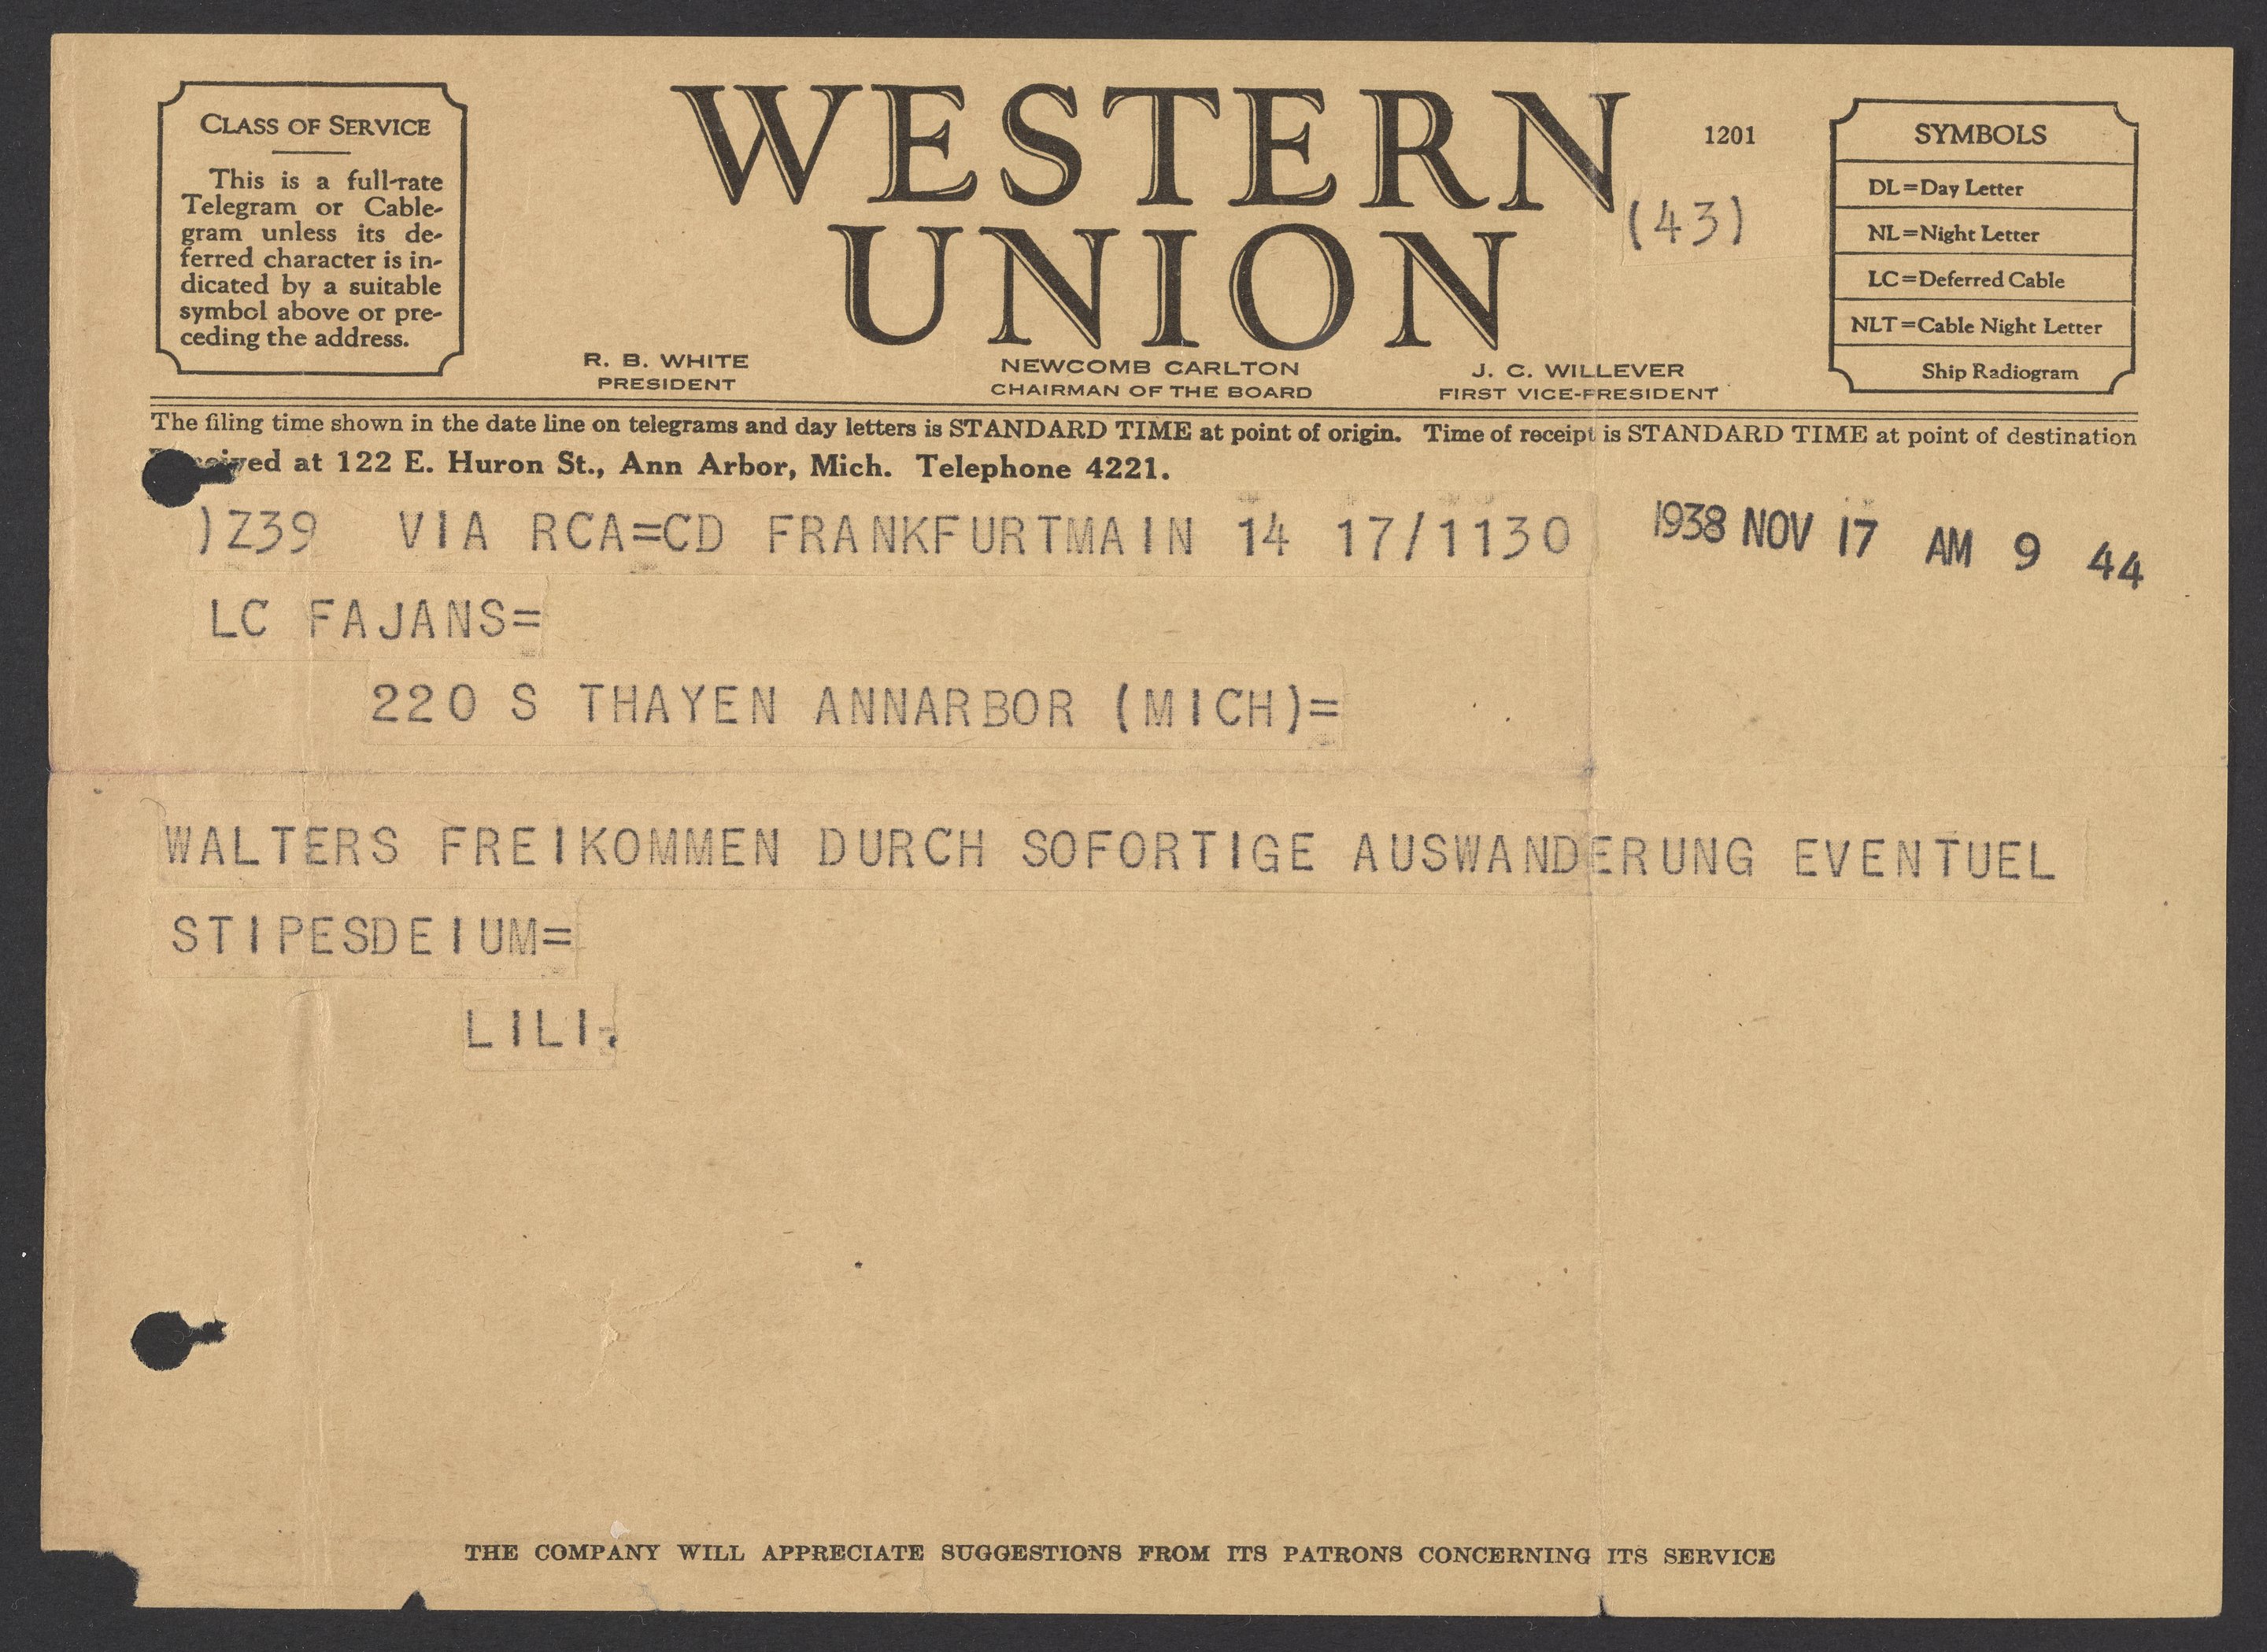 CLASS OF SERVICE
This is a full-rate
Telegram or Cable-
gram unless its de-
ferred character is in-
dicated by a suitable
symbol above or pre-
ceding the address.
WESTERN
UNION
1201
(43)
SYMBOLS
DL=Day Letter
NL=Night Letter
LC=Deferred Cable
NLT=Cable Night Letter
Ship Radiogram
R. B. WHITE
PRESIDENT
NEWCOMB CARLTON
CHAIRMAN OF THE BOARD
J. C. WILLEVER
FIRST VICE-PRESIDENT
The filing time shown in the date line on telegrams and day letters is STANDARD TIME at point of origin. Time of receipt is STANDARD TIME at point of destination
at 122 E. Huron St., Ann Arbor, Mich. Telephone 4221.
)Z39 VIA RCA=CD FRANKFURTMAIN 14 17/1130 1938 NOV 17 AM 9 44
LC FAJANS=
220 S THAYEN ANNARBOR (MICH)=
WALTERS FREIKOMMEN DURCH SOFORTIGE AUSWANDERUNG EVENTUEL
STIPESDEIUM=
LILI.
THE COMPANY WILL APPRECIATE SUGGESTIONS FROM ITS PATRONS CONCERNING ITS SERVICE